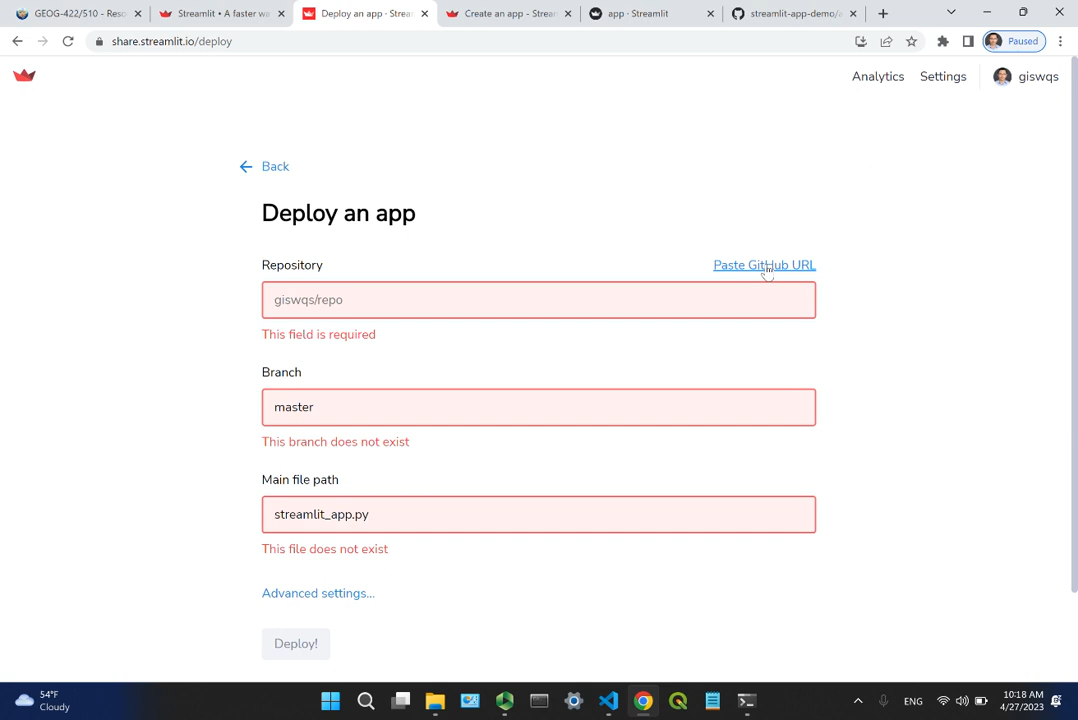 GEOG-422/510 - Reso
Streamlit • A faster wa
Deploy an app · Strea
Create an app - Stream
app · Streamlit
streamlit-app-demo/a
share.streamlit.io/deploy
Paused
Analytics
Settings
giswqs
Back
Deploy an app
Repository
Paste GitHub URL
giswqs/repo
This field is required
Branch
master
This branch does not exist
Main file path
streamlit_app.py
This file does not exist
Advanced settings...
Deploy!
54°F
Cloudy
ENG
10:18 AM
4/27/2023